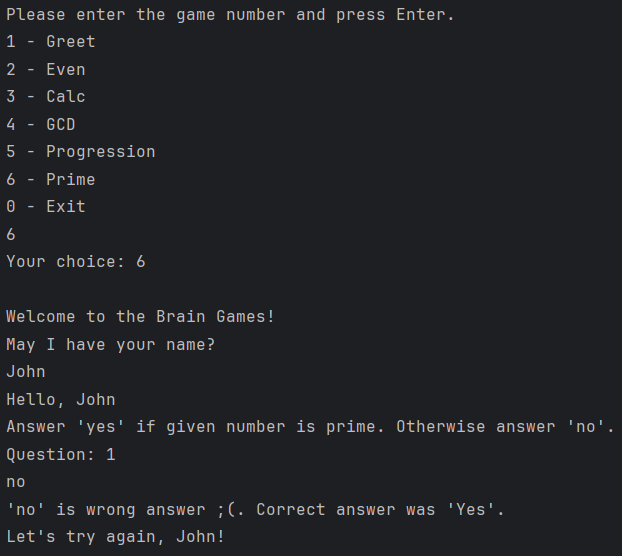 Please enter the game number and press Enter.
1 - Greet
2 - Even
3 - Calc
4 - GCD
5 - Progression
6 - Prime
0 - Exit
6
Your choice: 6
Welcome to the Brain Games!
May I have your name?
John
Hello, John
Answer 'yes' if given number is prime. Otherwise answer 'no'.
Question: 1
no
'no' is wrong answer ;(. Correct answer was 'Yes'.
Let's try again, John!